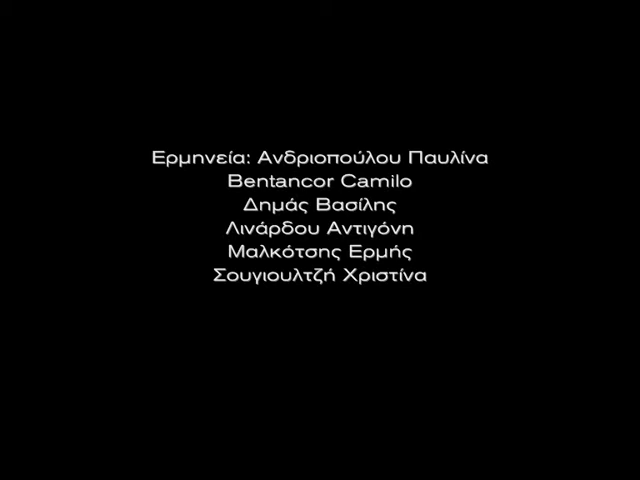 Ερμηνεία: Ανδριοπούλου Παυλίνα
Bentancor Camilo
Δημάς Βασίλης
Λινάρδου Αντιγόνη
Μαλκότσης Ερμής
Σουγιουλτζή Χριστίνα